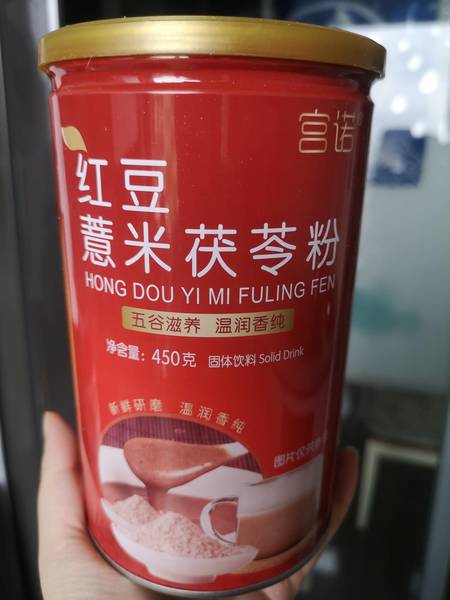 宫诺
红豆
薏米茯苓粉
HONG DOU YI MI FULING FEN
五谷滋养 温润香纯
净含量: 450克 固体饮料 Solid Drink
新鲜研磨 温润香纯
图片仅供